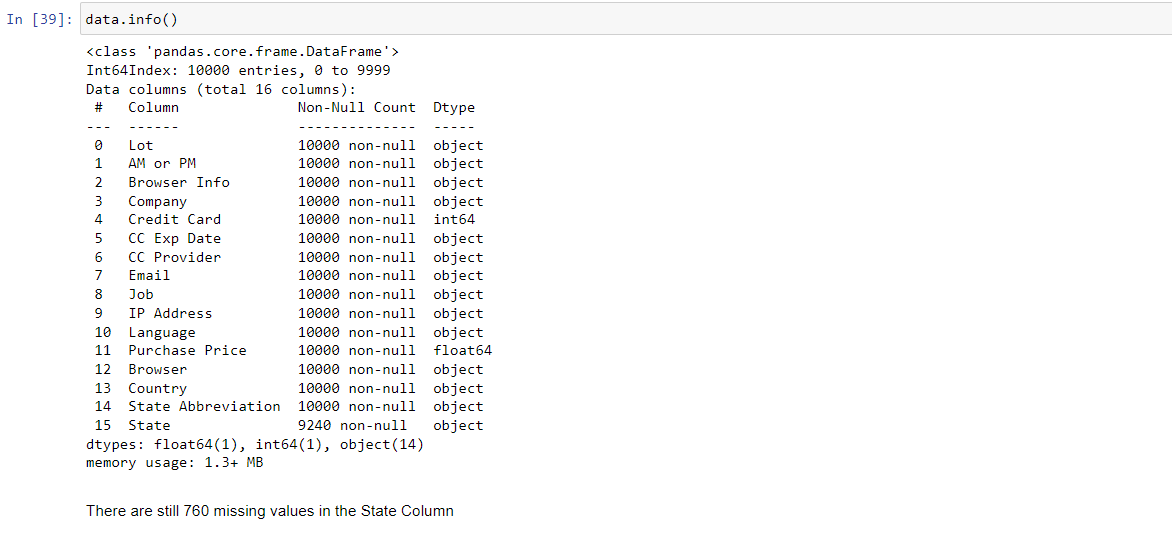 In [39]: data.info()
<class 'pandas.core.frame.DataFrame'>
Int64Index: 10000 entries, 0 to 9999
Data columns (total 16 columns):
 #   Column              Non-Null Count  Dtype
---  ------              --------------  -----
 0   Lot                 10000 non-null  object
 1   AM or PM            10000 non-null  object
 2   Browser Info        10000 non-null  object
 3   Company             10000 non-null  object
 4   Credit Card         10000 non-null  int64
 5   CC Exp Date         10000 non-null  object
 6   CC Provider         10000 non-null  object
 7   Email               10000 non-null  object
 8   Job                 10000 non-null  object
 9   IP Address          10000 non-null  object
 10  Language            10000 non-null  object
 11  Purchase Price      10000 non-null  float64
 12  Browser             10000 non-null  object
 13  Country             10000 non-null  object
 14  State Abbreviation  10000 non-null  object
 15  State               9240 non-null   object
dtypes: float64(1), int64(1), object(14)
memory usage: 1.3+ MB
There are still 760 missing values in the State Column